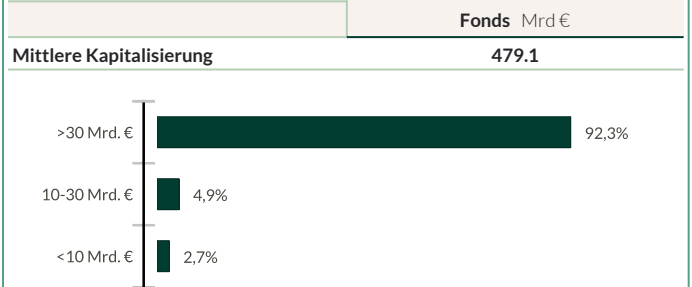 Fonds Mrd €
Mittlere Kapitalisierung 479.1
>30 Mrd. € 92,3%
10-30 Mrd. € 4,9%
<10 Mrd. € 2,7%